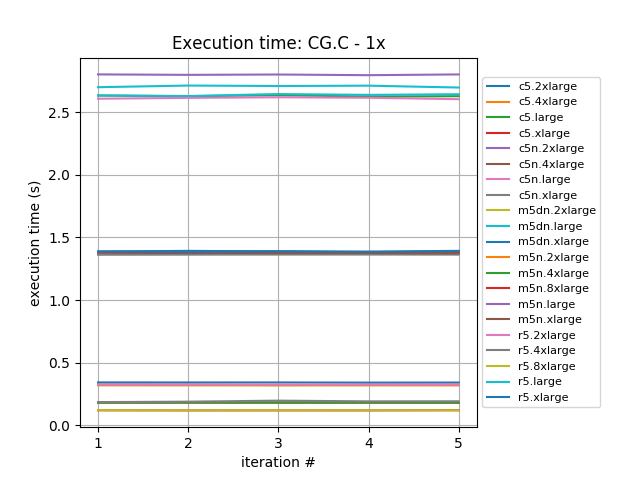 Execution time: CG.C - 1x
execution time (s)
2.5
2.0
1.5
1.0
0.5
0.0
1 2 3 4 5
iteration #
c5.2xlarge
c5.4xlarge
c5.large
c5.xlarge
c5n.2xlarge
c5n.4xlarge
c5n.large
c5n.xlarge
m5dn.2xlarge
m5dn.large
m5dn.xlarge
m5n.2xlarge
m5n.4xlarge
m5n.8xlarge
m5n.large
m5n.xlarge
r5.2xlarge
r5.4xlarge
r5.8xlarge
r5.large
r5.xlarge